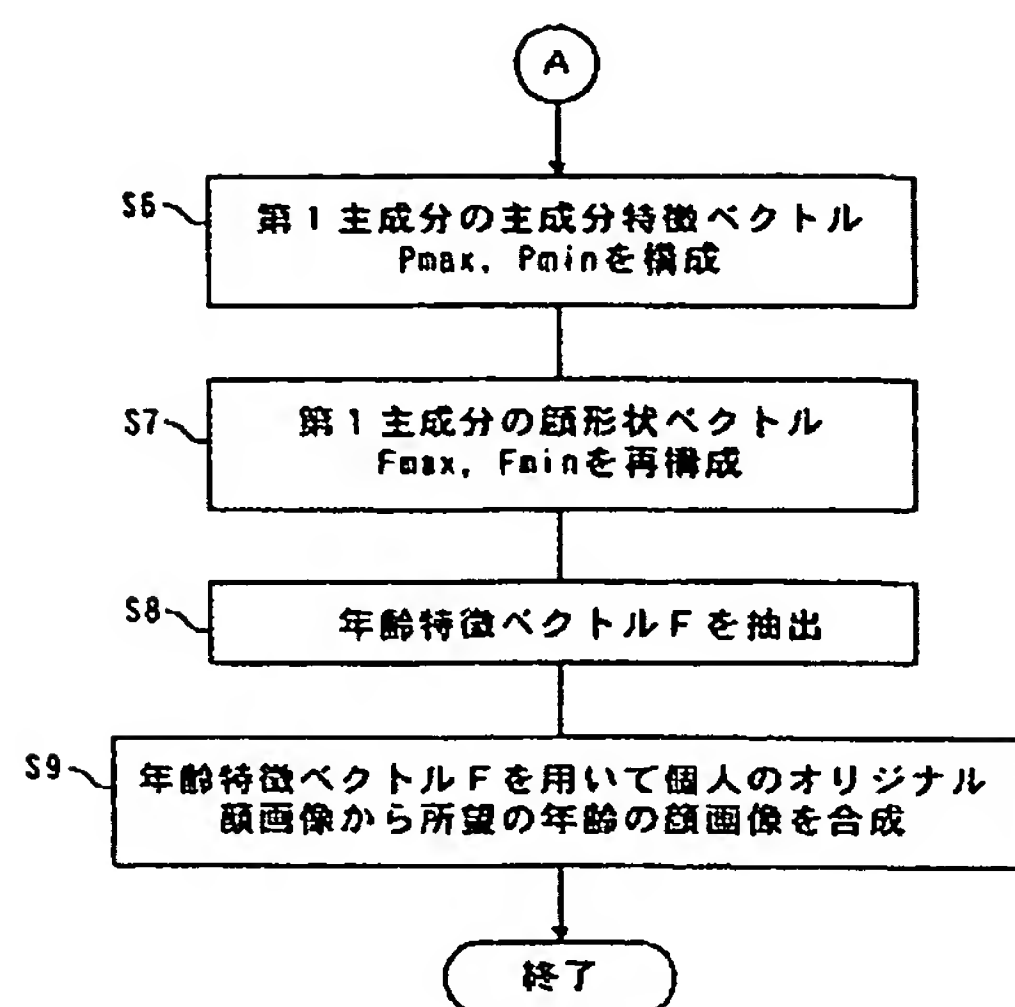 A
S6
第1主成分の主成分特徴ベクトル
Pmax, Pminを構成
S7
第1主成分の顔形状ベクトル
Fmax, Fminを再構成
S8
年齢特徴ベクトルFを抽出
S9
年齢特徴ベクトルFを用いて個人のオリジナル
顔画像から所望の年齢の顔画像を合成
終了